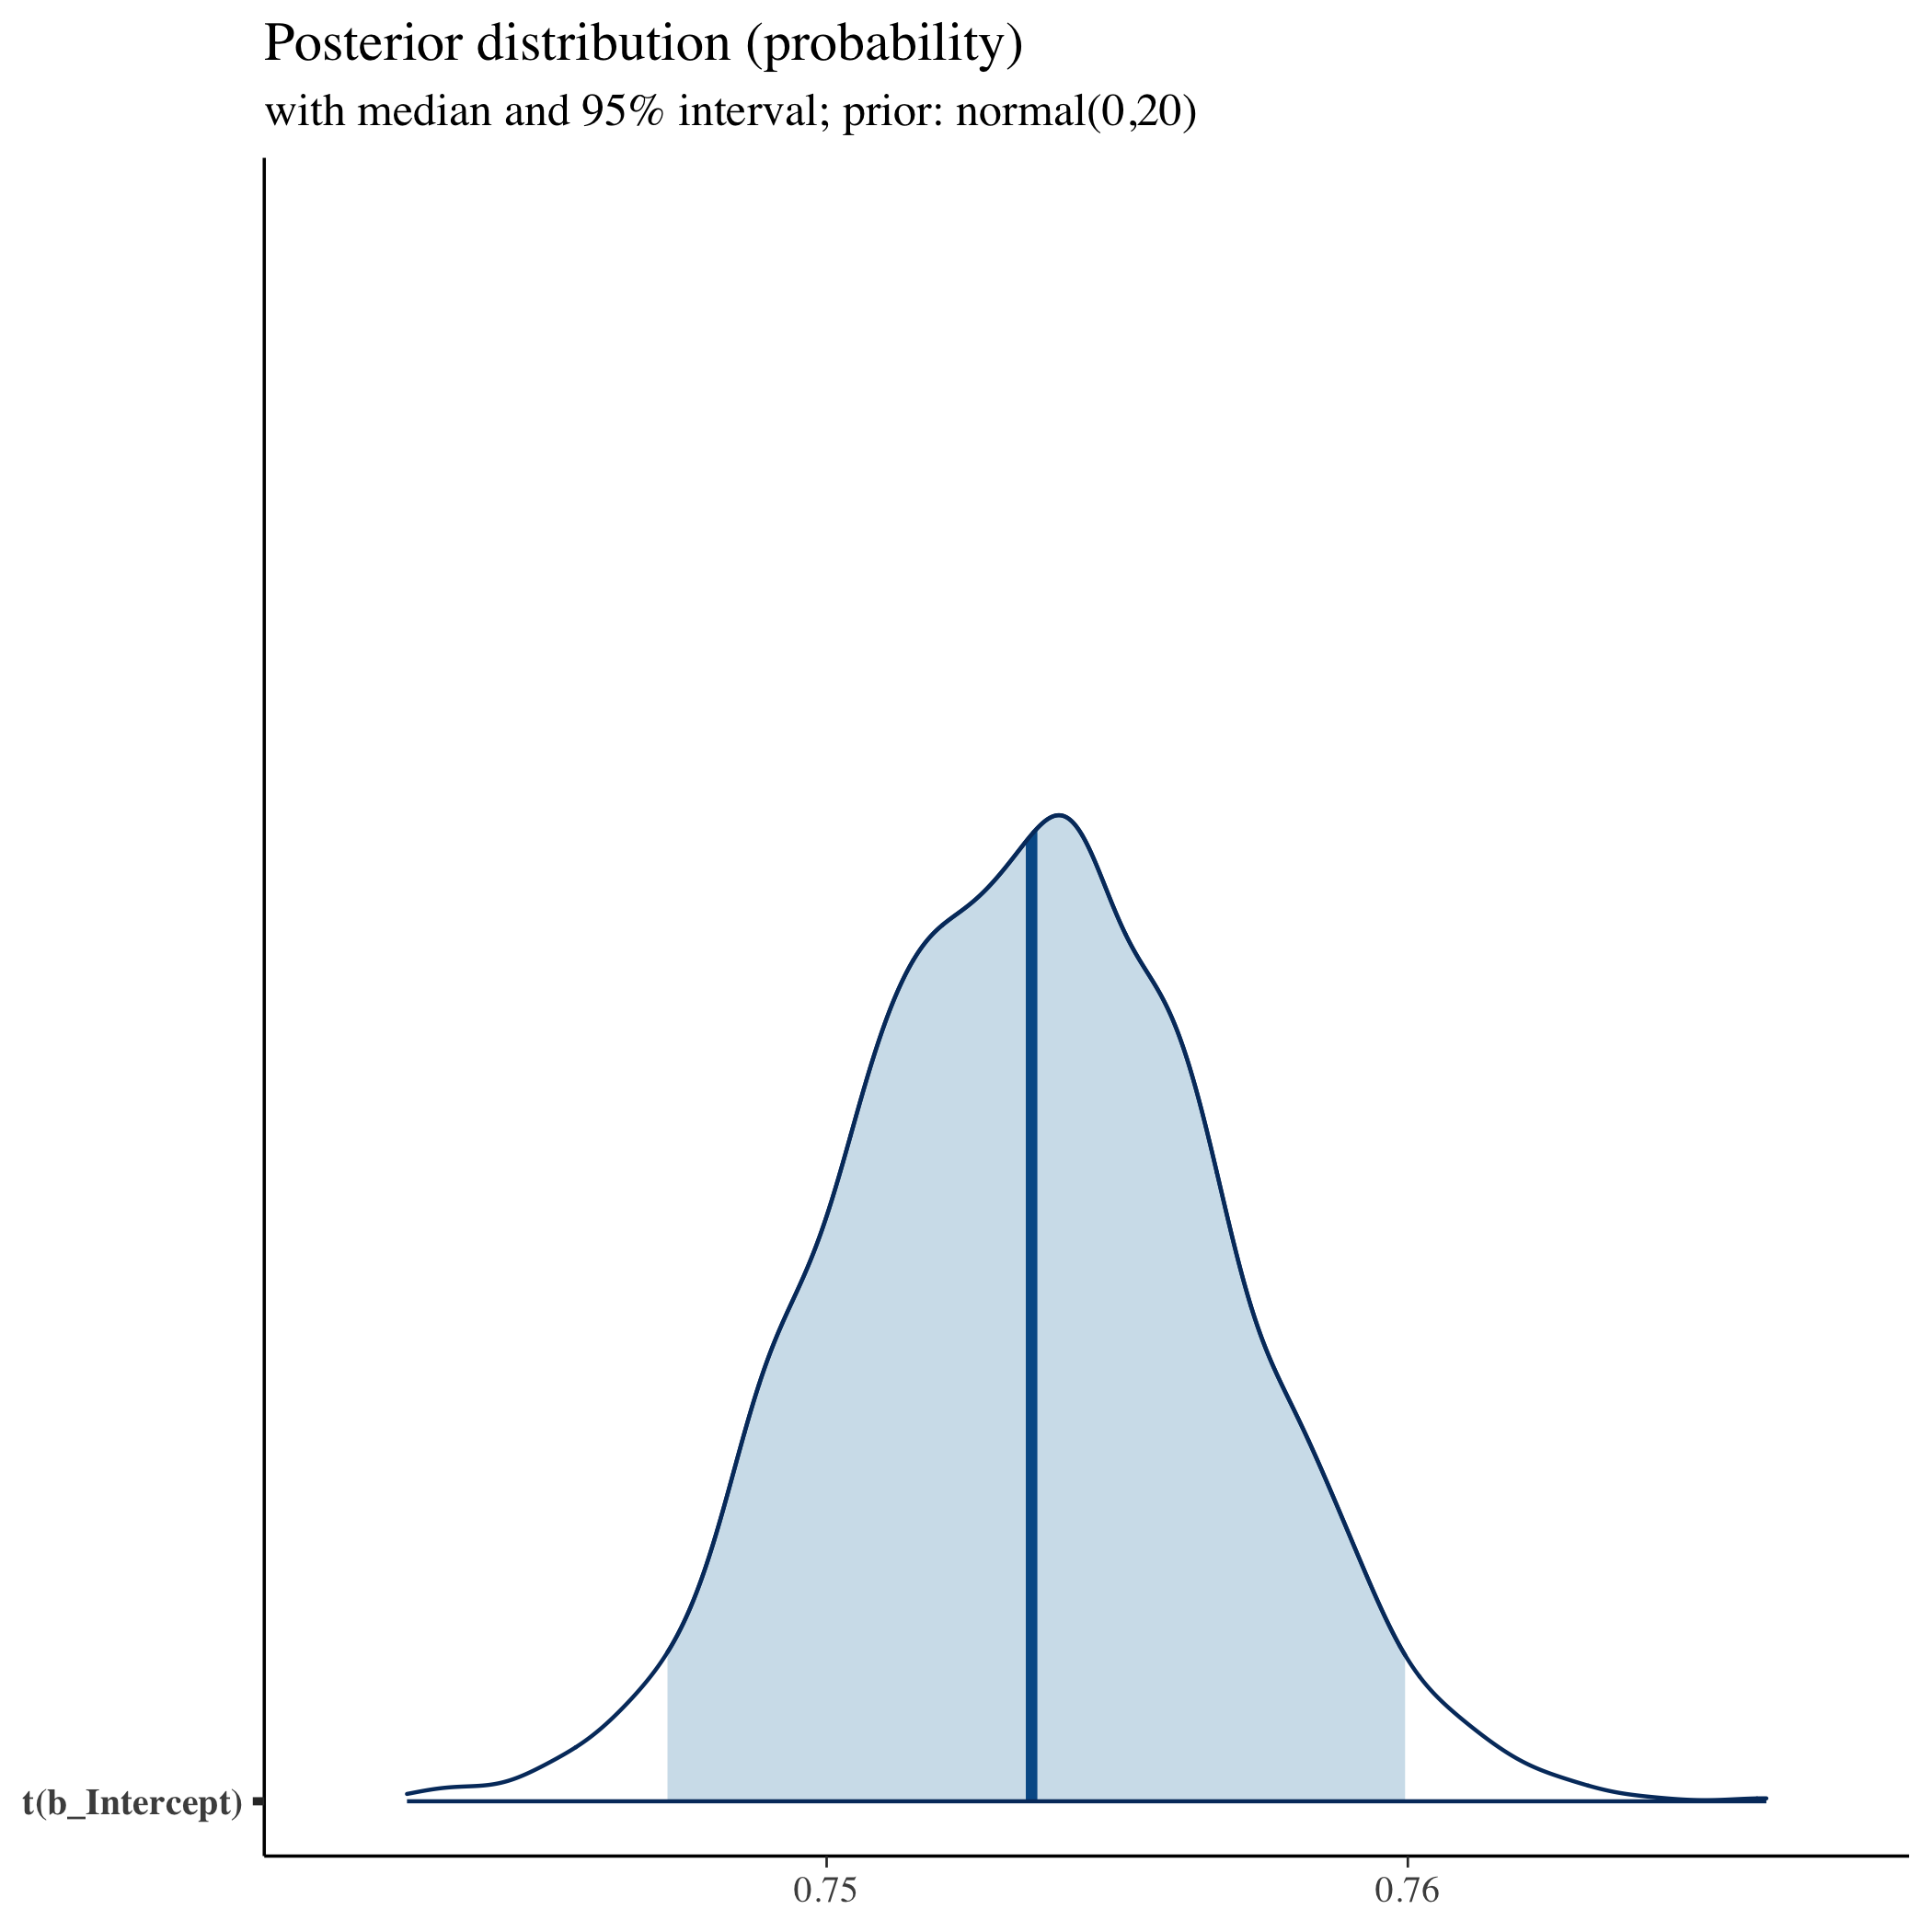 Posterior distribution (probability)
with median and 95% interval; prior: normal(0,20)
t(b_Intercept)
0.75
0.76